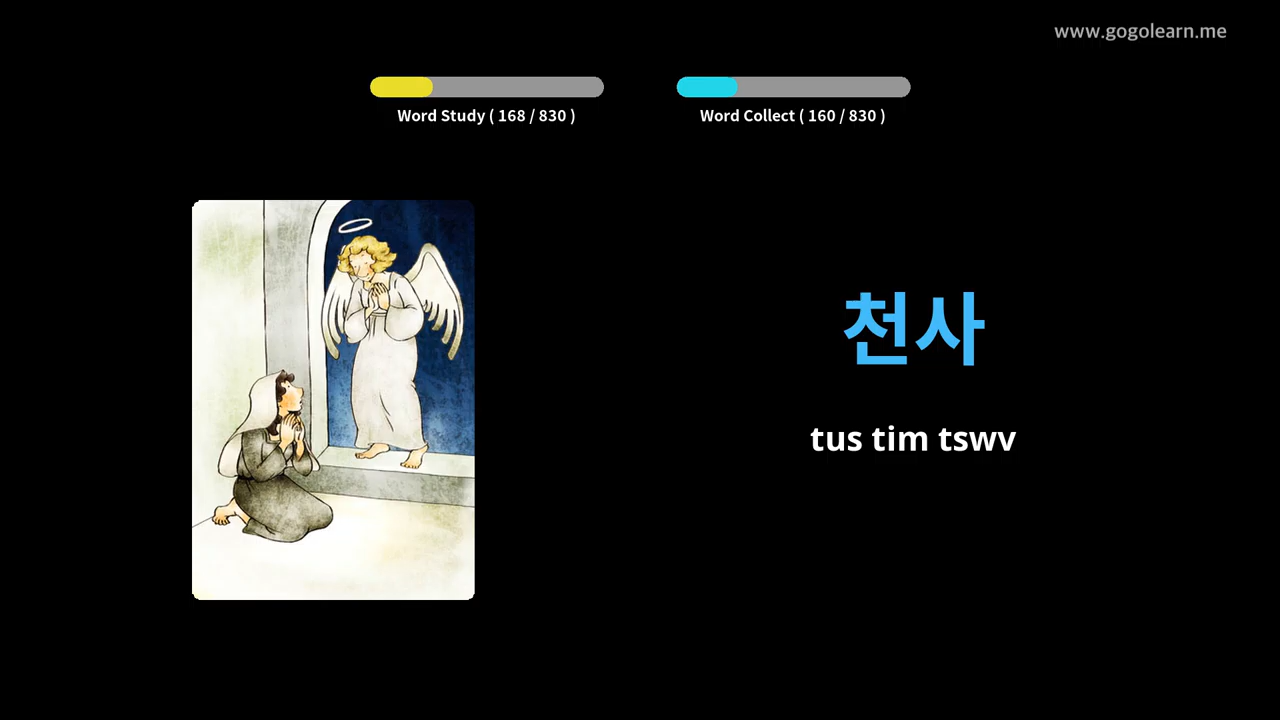 www.gogolearn.me
Word Study ( 168 / 830 )
Word Collect ( 160 / 830 )
천사
tus tim tswv